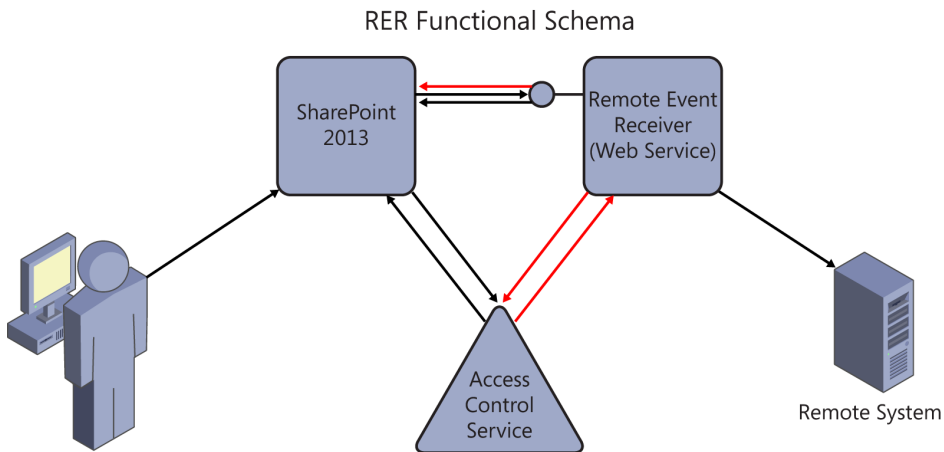 RER Functional Schema
SharePoint
2013
Remote Event
Receiver
(Web Service)
Access
Control
Service
Remote System